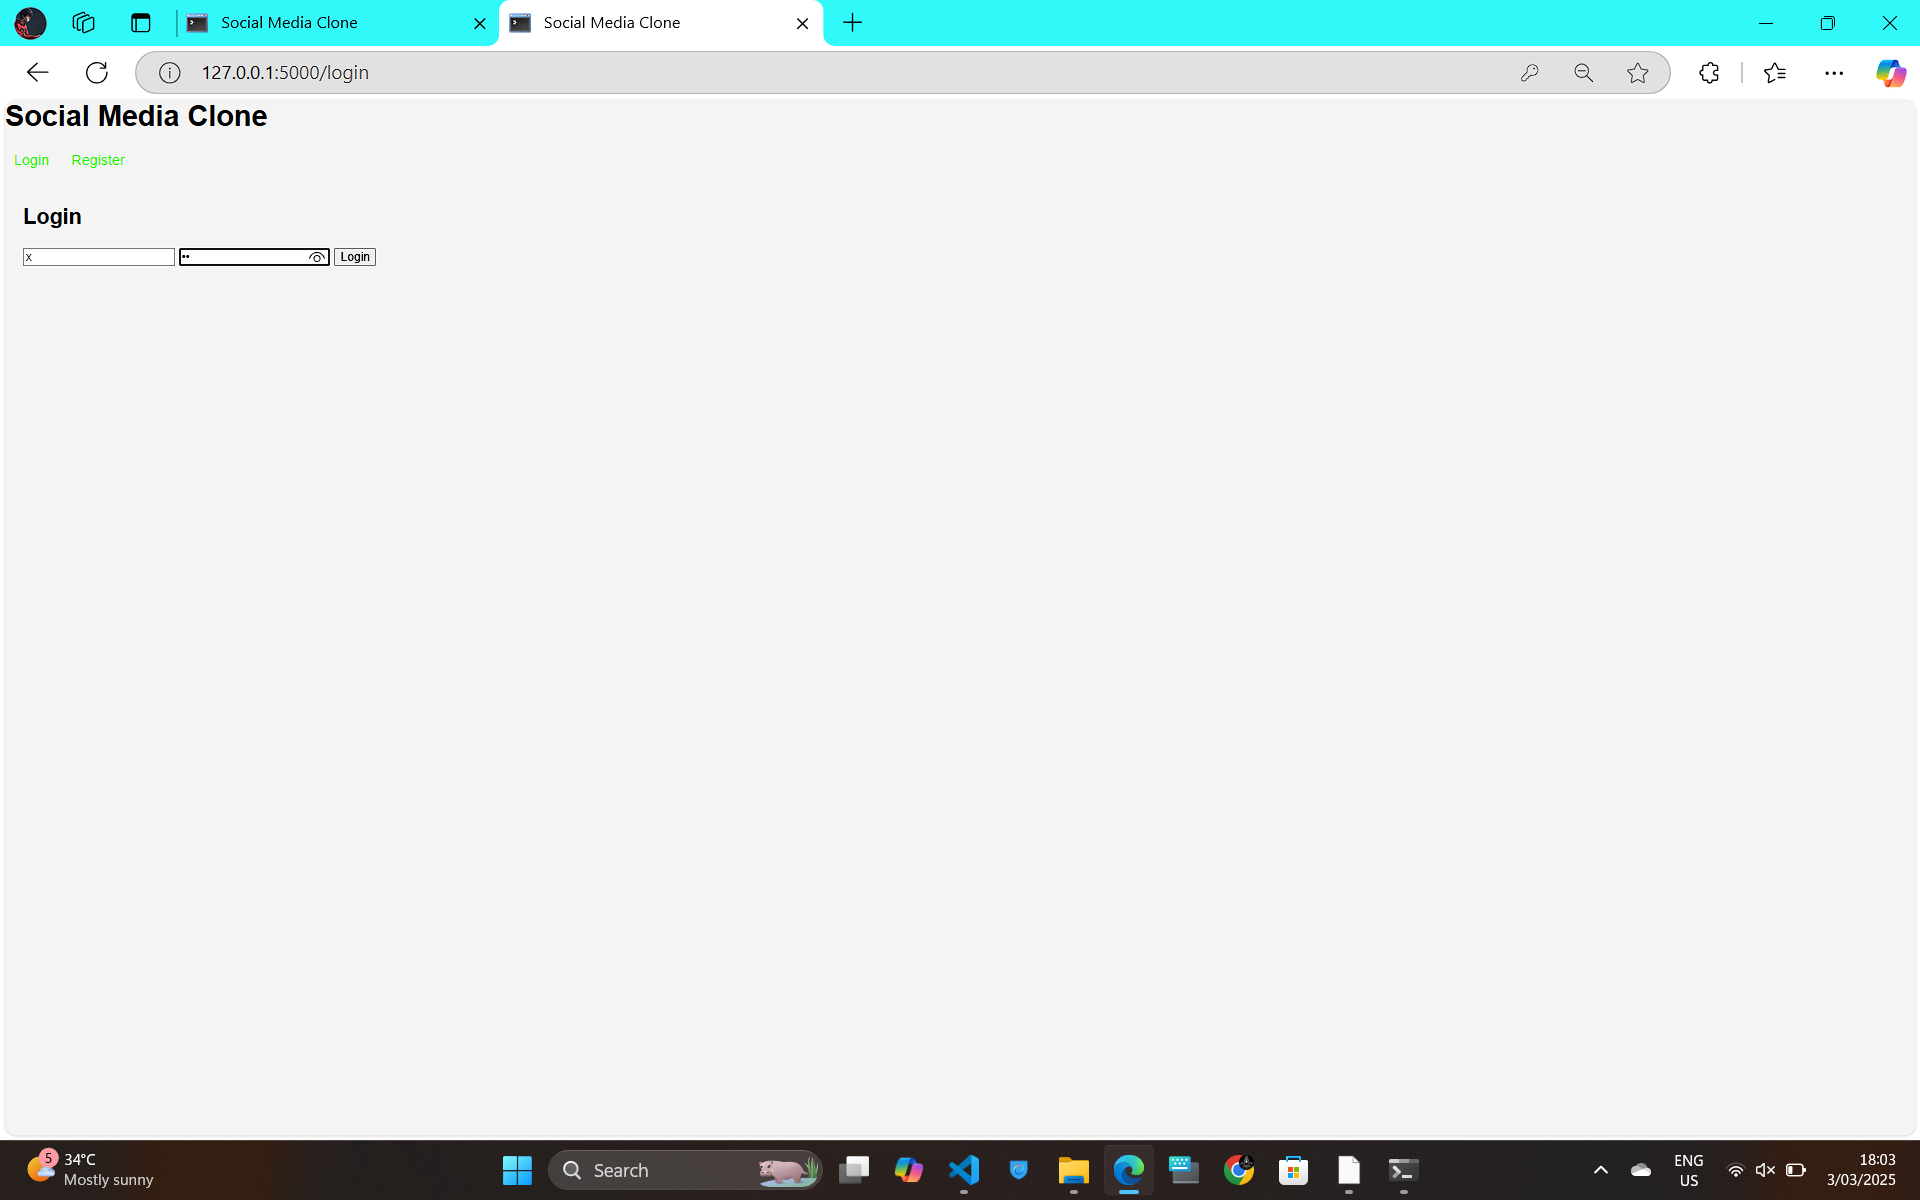 Social Media Clone
Social Media Clone
127.0.0.1:5000/login
Social Media Clone
Login Register
Login
x •• Login
5
34°C
Mostly sunny
Search
ENG
US
18:03
3/03/2025